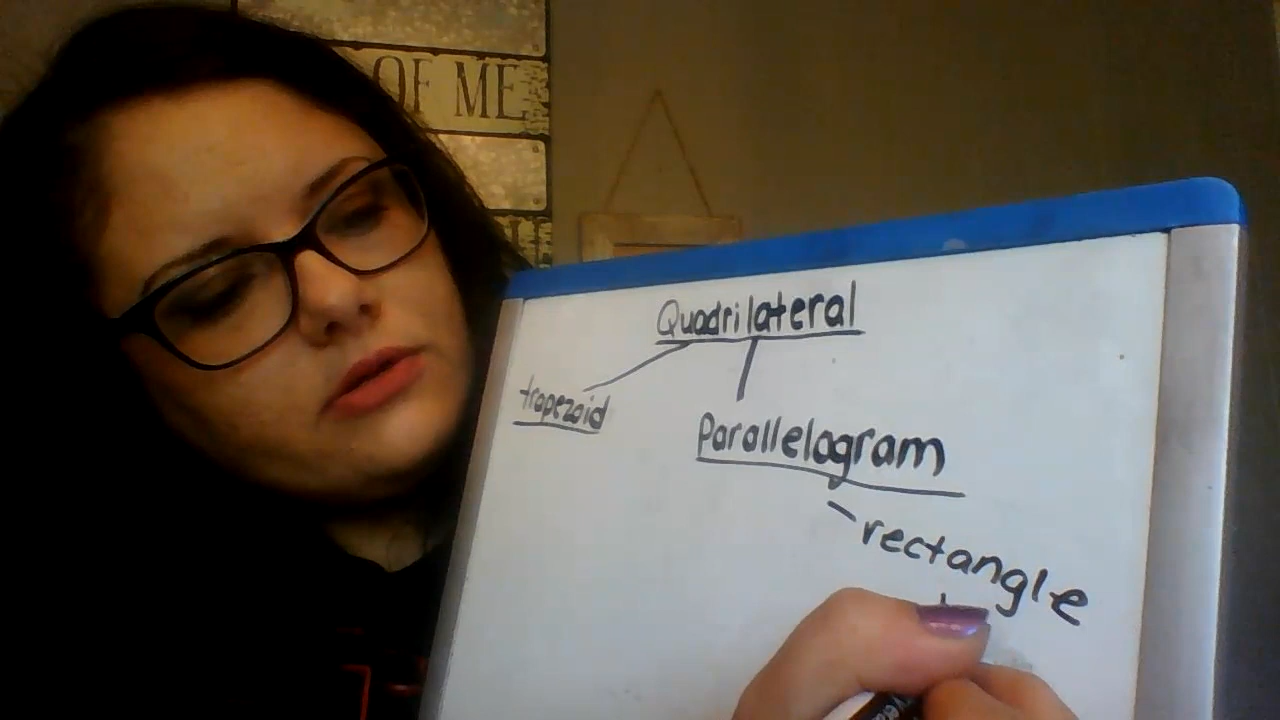 OF ME
Quadrilateral
trapezoid
Parallelogram
rectangle